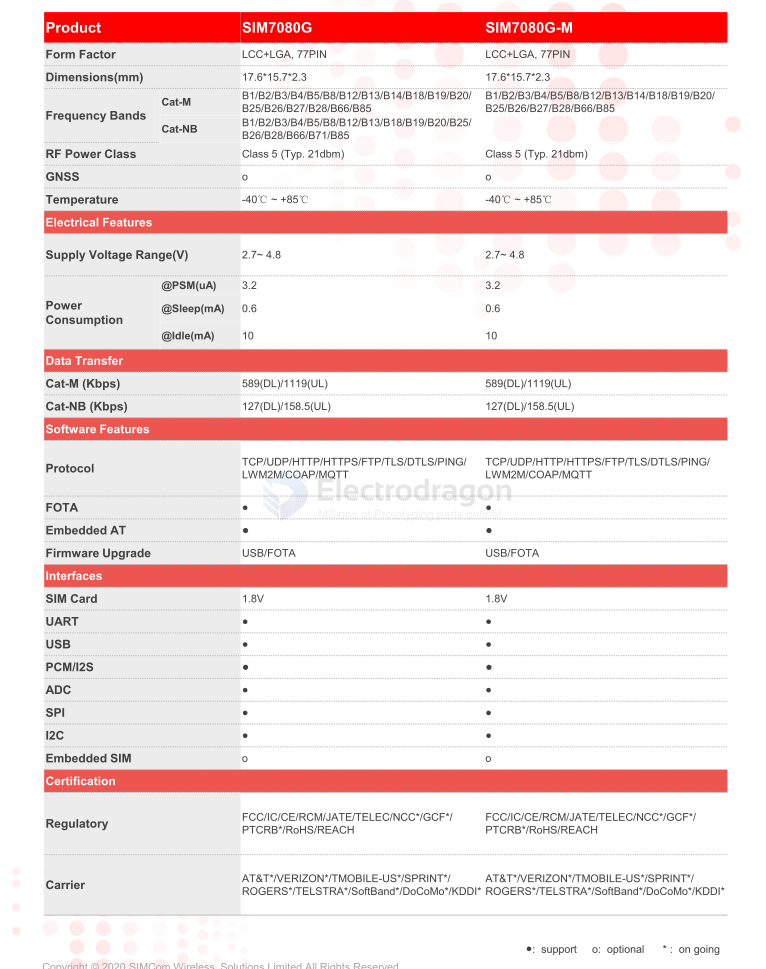 Product SIM7080G SIM7080G-M
Form Factor LCC+LGA, 77PIN LCC+LGA, 77PIN
Dimensions(mm) 17.6*15.7*2.3 17.6*15.7*2.3
Frequency Bands
Cat-M B1/B2/B3/B4/B5/B8/B12/B13/B14/B18/B19/B20/ B1/B2/B3/B4/B5/B8/B12/B13/B14/B18/B19/B20/
B25/B26/B27/B28/B66/B85 B25/B26/B27/B28/B66/B85
Cat-NB B1/B2/B3/B4/B5/B8/B12/B13/B18/B19/B20/B25/
B26/B28/B66/B71/B85
RF Power Class Class 5 (Typ. 21dbm) Class 5 (Typ. 21dbm)
GNSS o o
Temperature -40℃ ~ +85℃ -40℃ ~ +85℃
Electrical Features
Supply Voltage Range(V) 2.7~ 4.8 2.7~ 4.8
Power
Consumption
@PSM(uA) 3.2 3.2
@Sleep(mA) 0.6 0.6
@Idle(mA) 10 10
Data Transfer
Cat-M (Kbps) 589(DL)/1119(UL) 589(DL)/1119(UL)
Cat-NB (Kbps) 127(DL)/158.5(UL) 127(DL)/158.5(UL)
Software Features
Protocol TCP/UDP/HTTP/HTTPS/FTP/TLS/DTLS/PING/ TCP/UDP/HTTP/HTTPS/FTP/TLS/DTLS/PING/
LWM2M/COAP/MQTT LWM2M/COAP/MQTT
Electrodragon
FOTA ● ●
Millions of Prototyping parts online!
Embedded AT ● ●
Firmware Upgrade USB/FOTA USB/FOTA
Interfaces
SIM Card 1.8V 1.8V
UART ● ●
USB ● ●
PCM/I2S ● ●
ADC ● ●
SPI ● ●
I2C ● ●
Embedded SIM o o
Certification
Regulatory FCC/IC/CE/RCM/JATE/TELEC/NCC*/GCF*/ FCC/IC/CE/RCM/JATE/TELEC/NCC*/GCF*/
PTCRB*/RoHS/REACH PTCRB*/RoHS/REACH
Carrier AT&T*/VERIZON*/TMOBILE-US*/SPRINT*/ AT&T*/VERIZON*/TMOBILE-US*/SPRINT*/
ROGERS*/TELSTRA*/SoftBand*/DoCoMo*/KDDI* ROGERS*/TELSTRA*/SoftBand*/DoCoMo*/KDDI*
●: support o: optional * : on going
Copyright © 2020 SIMCom Wireless Solutions Limited All Rights Reserved